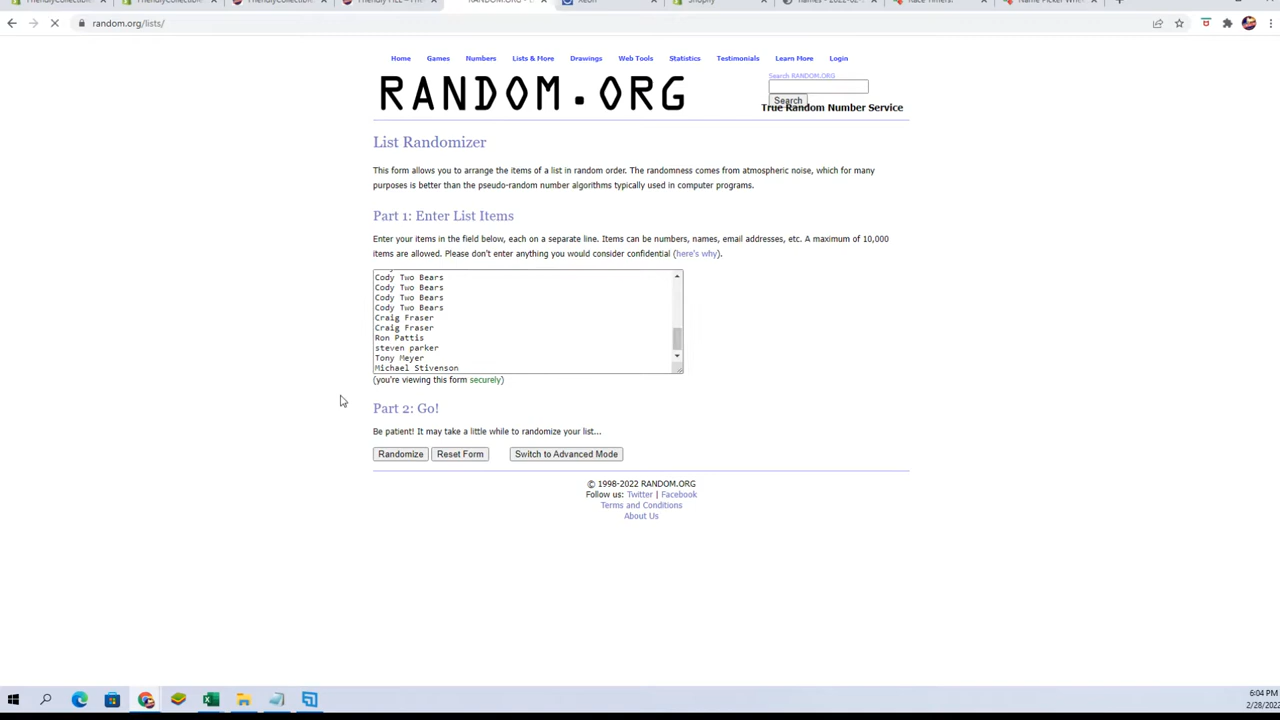 RANDOM.ORG - 
Shopify
Race Timers
random.org/lists/
Home Games Numbers Lists & More Drawings Web Tools Statistics Testimonials Learn More Login
RANDOM.ORG
Search RANDOM.ORG
Search
True Random Number Service
List Randomizer
This form allows you to arrange the items of a list in random order. The randomness comes from atmospheric noise, which for many
purposes is better than the pseudo-random number algorithms typically used in computer programs.
Part 1: Enter List Items
Enter your items in the field below, each on a separate line. Items can be numbers, names, email addresses, etc. A maximum of 10,000
items are allowed. Please don't enter anything you would consider confidential (here's why).
Cody Two Bears
Cody Two Bears
Cody Two Bears
Cody Two Bears
Craig Fraser
Craig Fraser
Ron Pattis
steven parker
Tony Meyer
Michael Stivenson
(you're viewing this form securely)
Part 2: Go!
Be patient! It may take a little while to randomize your list...
Randomize Reset Form Switch to Advanced Mode
© 1998-2022 RANDOM.ORG
Follow us: Twitter | Facebook
Terms and Conditions
About Us
6:04 PM
2/28/2022